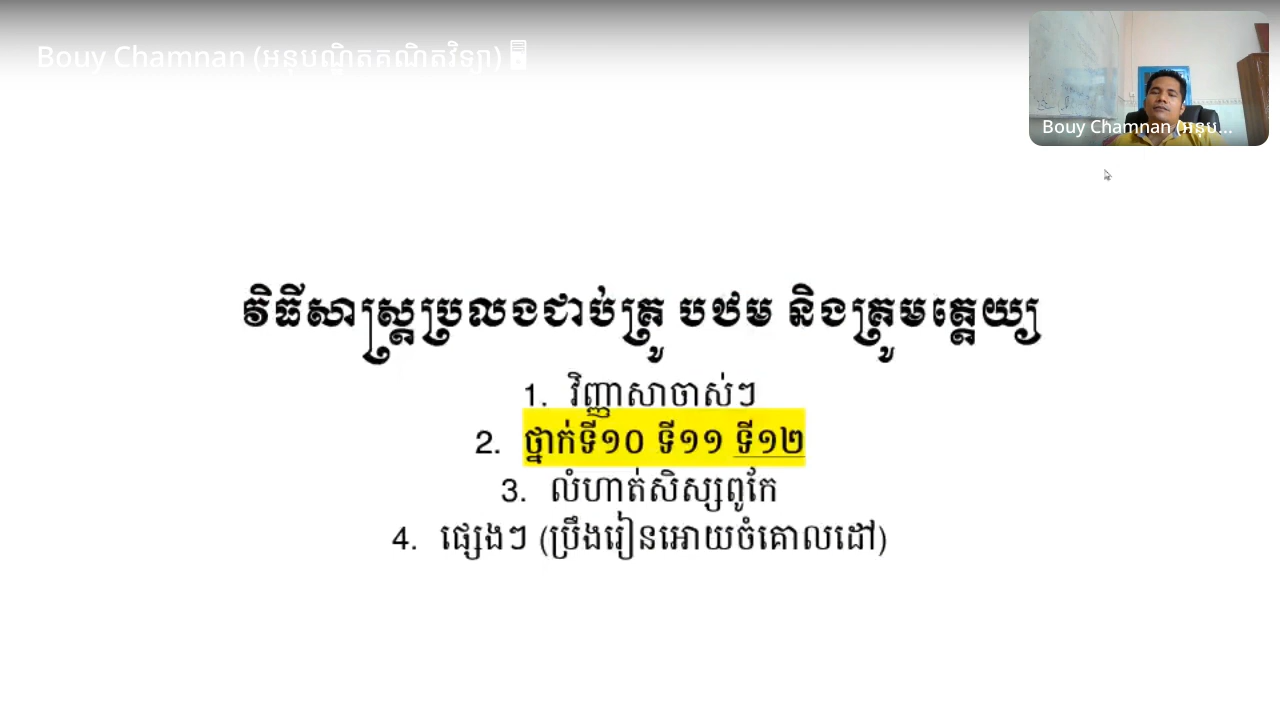 Bouy Chamnan (អនុបណ្ឌិតគណិតវិទ្យា)
Bouy Chamnan (អនុប...
វិធីសាស្ត្រប្រលងជាប់គ្រូ បឋម និងគ្រូមត្តេយ្យ
1. វិញ្ញាសាចាស់ៗ
2. ថ្នាក់ទី១០ ទី១១ ទី១២
3. លំហាត់សិស្សពូកែ
4. ផ្សេងៗ (ប្រឹងរៀនអោយចំគោលដៅ)